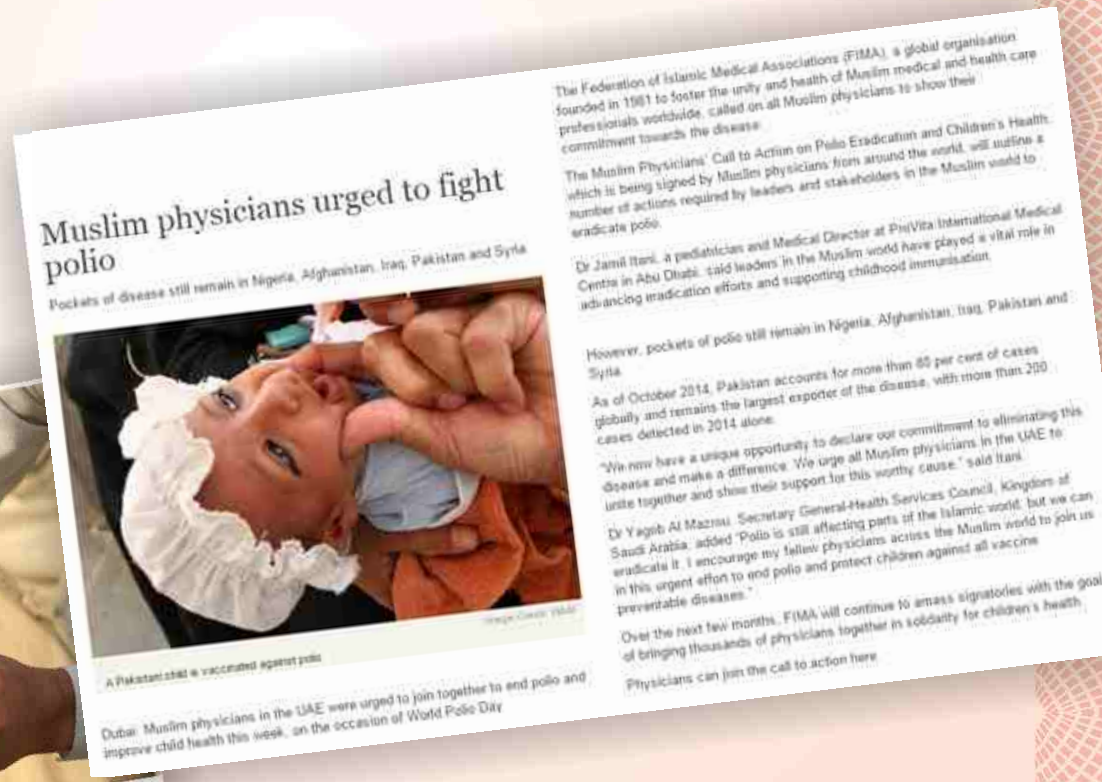 Muslim physicians urged to fight
polio
Pockets of disease still remain in Nigeria, Afghanistan, Iraq, Pakistan and Syria
A Pakistani child is vaccinated against polio
Dubai: Muslim physicians in the UAE were urged to join together to end polio and
improve child health this week, on the occasion of World Polio Day
The Federation of Islamic Medical Associations (FIMA), a global organisation
founded in 1981 to foster the unity and health of Muslim medical and health care
professionals worldwide, called on all Muslim physicians to show their
commitment towards the disease.
The Muslim Physicians' Call to Action on Polio Eradication and Children's Health,
which is being signed by Muslim physicians from around the world, will outline a
number of actions required by leaders and stakeholders in the Muslim world to
eradicate polio.
Dr Jamil Itani, a pediatrician and Medical Director at ProVita International Medical
Centre in Abu Dhabi, said leaders in the Muslim world have played a vital role in
advancing eradication efforts and supporting childhood immunisation.
However, pockets of polio still remain in Nigeria, Afghanistan, Iraq, Pakistan and
Syria.
As of October 2014, Pakistan accounts for more than per cent of cases
globally and remains the largest exporter of the disease, with more than 200
cases detected in 2014 alone.
"We now have a unique opportunity to declare our commitment to eliminating this
disease and make a difference. We urge all Muslim physicians in the UAE to
unite together and show their support for this worthy cause," said Itani.
Dr Yagob Al Mazrou, Secretary General-Health Services Council, Kingdom of
Saudi Arabia, added "Polio is still affecting parts of the Islamic world, but we can
eradicate it. I encourage my fellow physicians across the Muslim world to join us
in this urgent effort to end polio and protect children against all vaccine
preventable diseases."
Over the next few months, FIMA will continue to amass signatories with the goal
of bringing thousands of physicians together in solidarity for children's health.
Physicians can join the call to action here